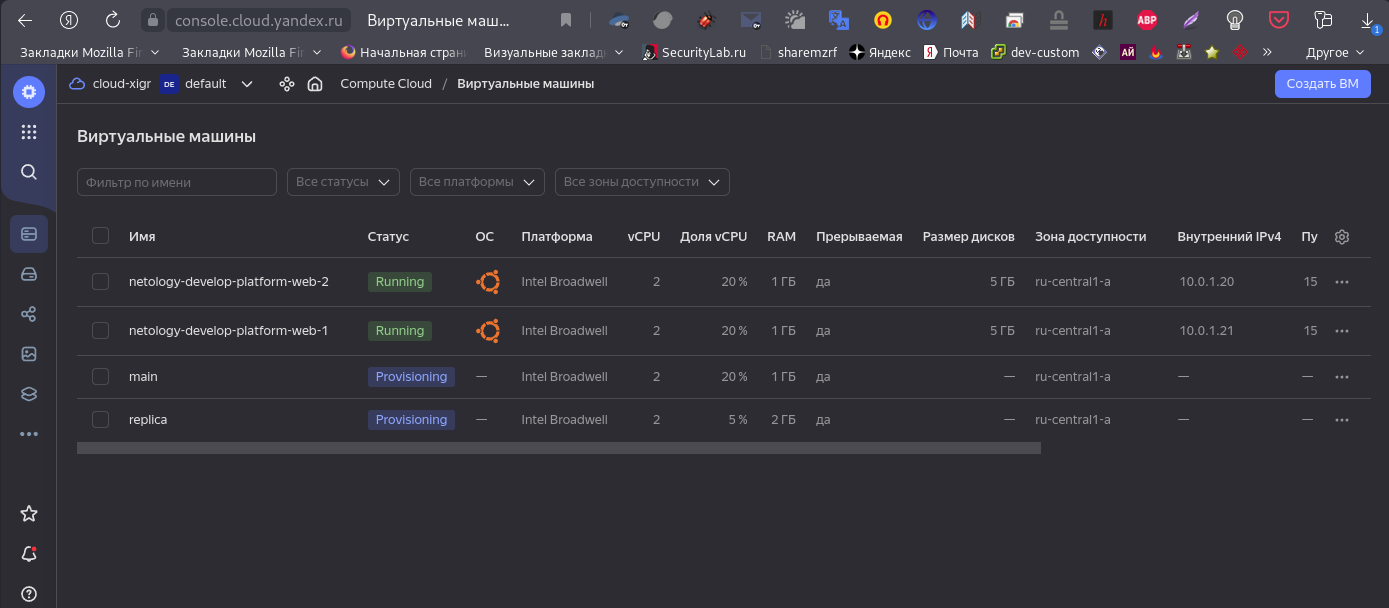 console.cloud.yandex.ru Виртуальные маш... 1
Закладки Mozilla Fir Закладки Mozilla Fir Начальная страни Визуальные заклад SecurityLab.ru sharemzrf Яндекс Почта dev-custom АЙ » Другое
cloud-xigr DE default Compute Cloud / Виртуальные машины Создать ВМ
Виртуальные машины
Фильтр по имени Все статусы Все платформы Все зоны доступности
Имя Статус ОС Платформа vCPU Доля vCPU RAM Прерываемая Размер дисков Зона доступности Внутренний IPv4 Пу
netology-develop-platform-web-2 Running Intel Broadwell 2 20 % 1 ГБ да 5 ГБ ru-central1-a 10.0.1.20 15 ···
netology-develop-platform-web-1 Running Intel Broadwell 2 20 % 1 ГБ да 5 ГБ ru-central1-a 10.0.1.21 15 ···
main Provisioning — Intel Broadwell 2 20 % 1 ГБ да — ru-central1-a — — ···
replica Provisioning — Intel Broadwell 2 5 % 2 ГБ да — ru-central1-a — — ···